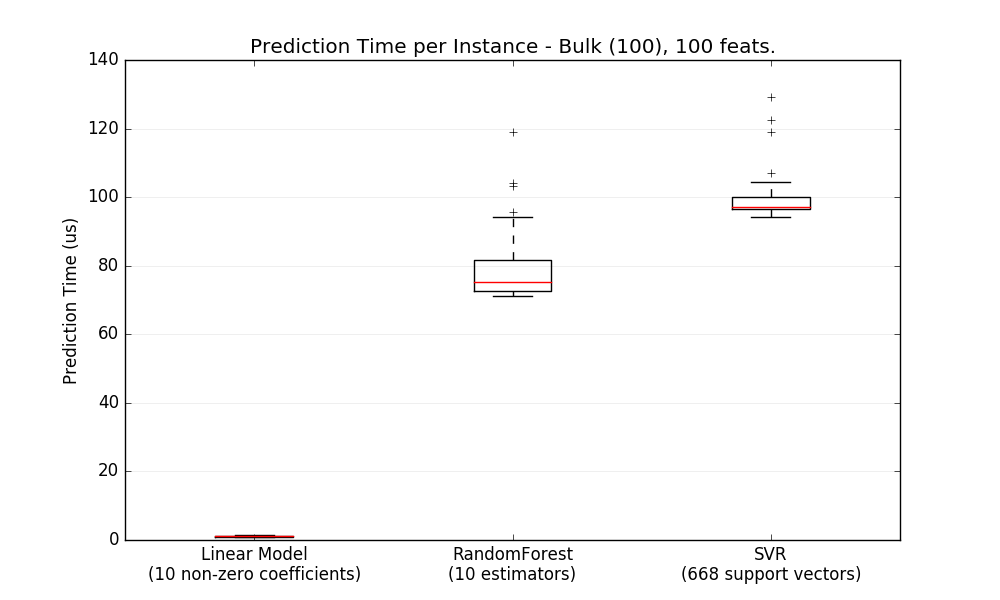 Prediction Time per Instance - Bulk (100), 100 feats.
140
120
100
80
60
40
20
0
Prediction Time (us)
Linear Model
(10 non-zero coefficients)
RandomForest
(10 estimators)
SVR
(668 support vectors)